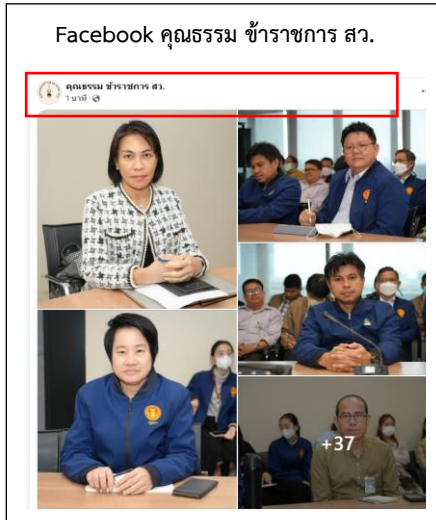 Facebook คุณธรรม ข้าราชการ สว.
คุณธรรม ข้าราชการ สว.
1 นาที ·
+37